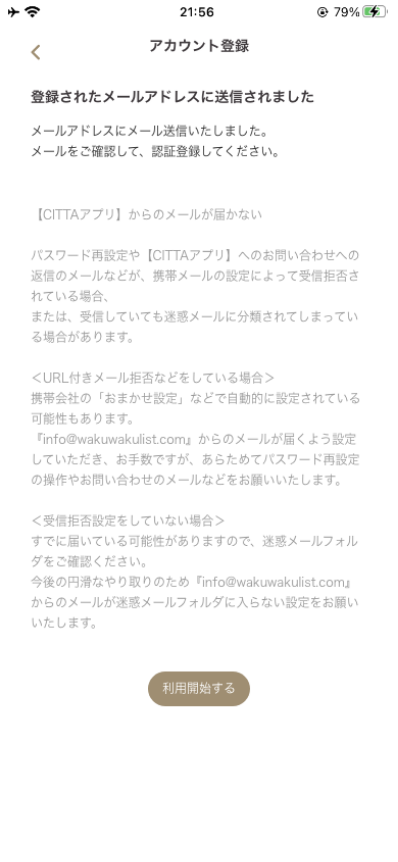 21:56
79%
アカウント登録
登録されたメールアドレスに送信されました
メールアドレスにメール送信いたしました。
メールをご確認して、認証登録してください。
【CITTAアプリ】からのメールが届かない
パスワード再設定や【CITTAアプリ】へのお問い合わせへの
返信のメールなどが、携帯メールの設定によって受信拒否さ
れている場合、
または、受信していても迷惑メールに分類されてしまってい
る場合があります。
＜URL付きメール拒否などをしている場合＞
携帯会社の「おまかせ設定」などで自動的に設定されている
可能性もあります。
『info@wakuwakulist.com』からのメールが届くよう設定
していただき、お手数ですが、あらためてパスワード再設定
の操作やお問い合わせのメールなどをお願いいたします。
＜受信拒否設定をしていない場合＞
すでに届いている可能性がありますので、迷惑メールフォル
ダをご確認ください。
今後の円滑なやり取りのため『info@wakuwakulist.com』
からのメールが迷惑メールフォルダに入らない設定をお願い
いたします。
利用開始する